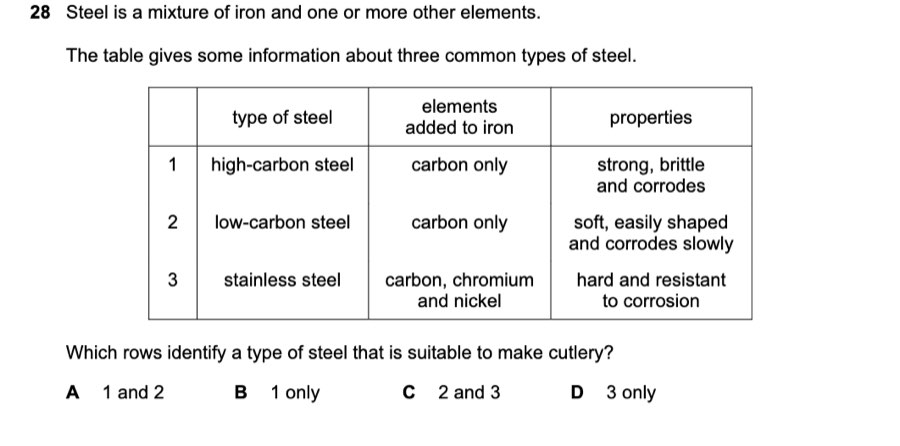 28 Steel is a mixture of iron and one or more other elements.
The table gives some information about three common types of steel.
type of steel
elements
added to iron
properties
1 high-carbon steel carbon only strong, brittle
and corrodes
2 low-carbon steel carbon only soft, easily shaped
and corrodes slowly
3 stainless steel carbon, chromium
and nickel
hard and resistant
to corrosion
Which rows identify a type of steel that is suitable to make cutlery?
A 1 and 2 B 1 only C 2 and 3 D 3 only